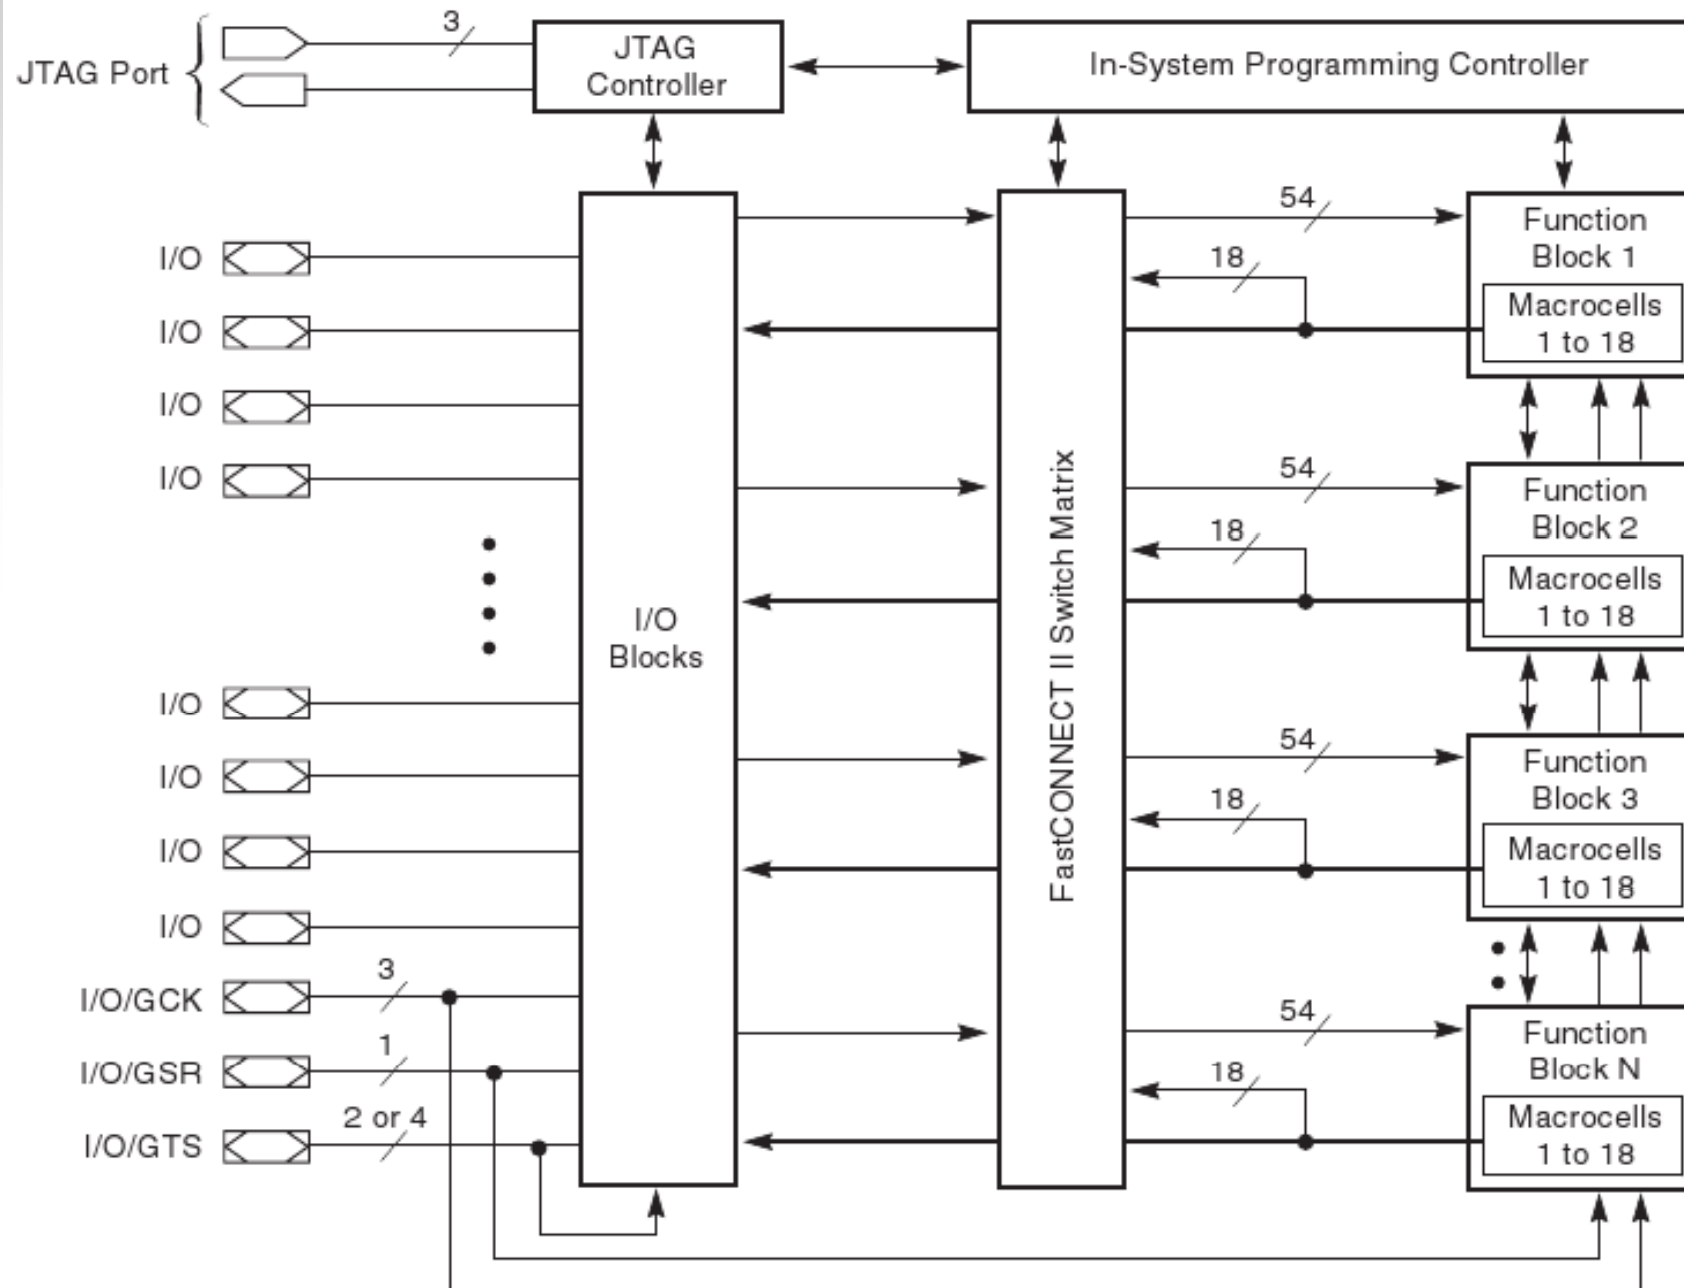 3
JTAG Port
JTAG
Controller
In-System Programming Controller
54
Function
Block 1
18
Macrocells
1 to 18
I/O
I/O
I/O
I/O
54
Function
Block 2
18
Macrocells
1 to 18
I/O
Blocks
FastCONNECT II Switch Matrix
I/O
I/O
I/O
I/O
54
Function
Block 3
18
Macrocells
1 to 18
3
I/O/GCK
1
I/O/GSR
2 or 4
I/O/GTS
54
Function
Block N
18
Macrocells
1 to 18